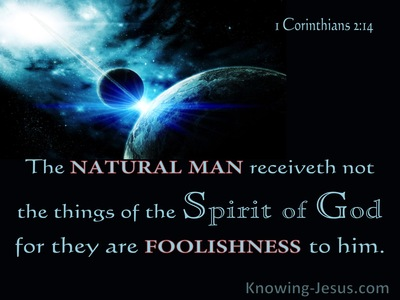 1 Corinthians 2:14
The NATURAL MAN receiveth not
the things of the Spirit of God
for they are FOOLISHNESS to him.
Knowing-Jesus.com